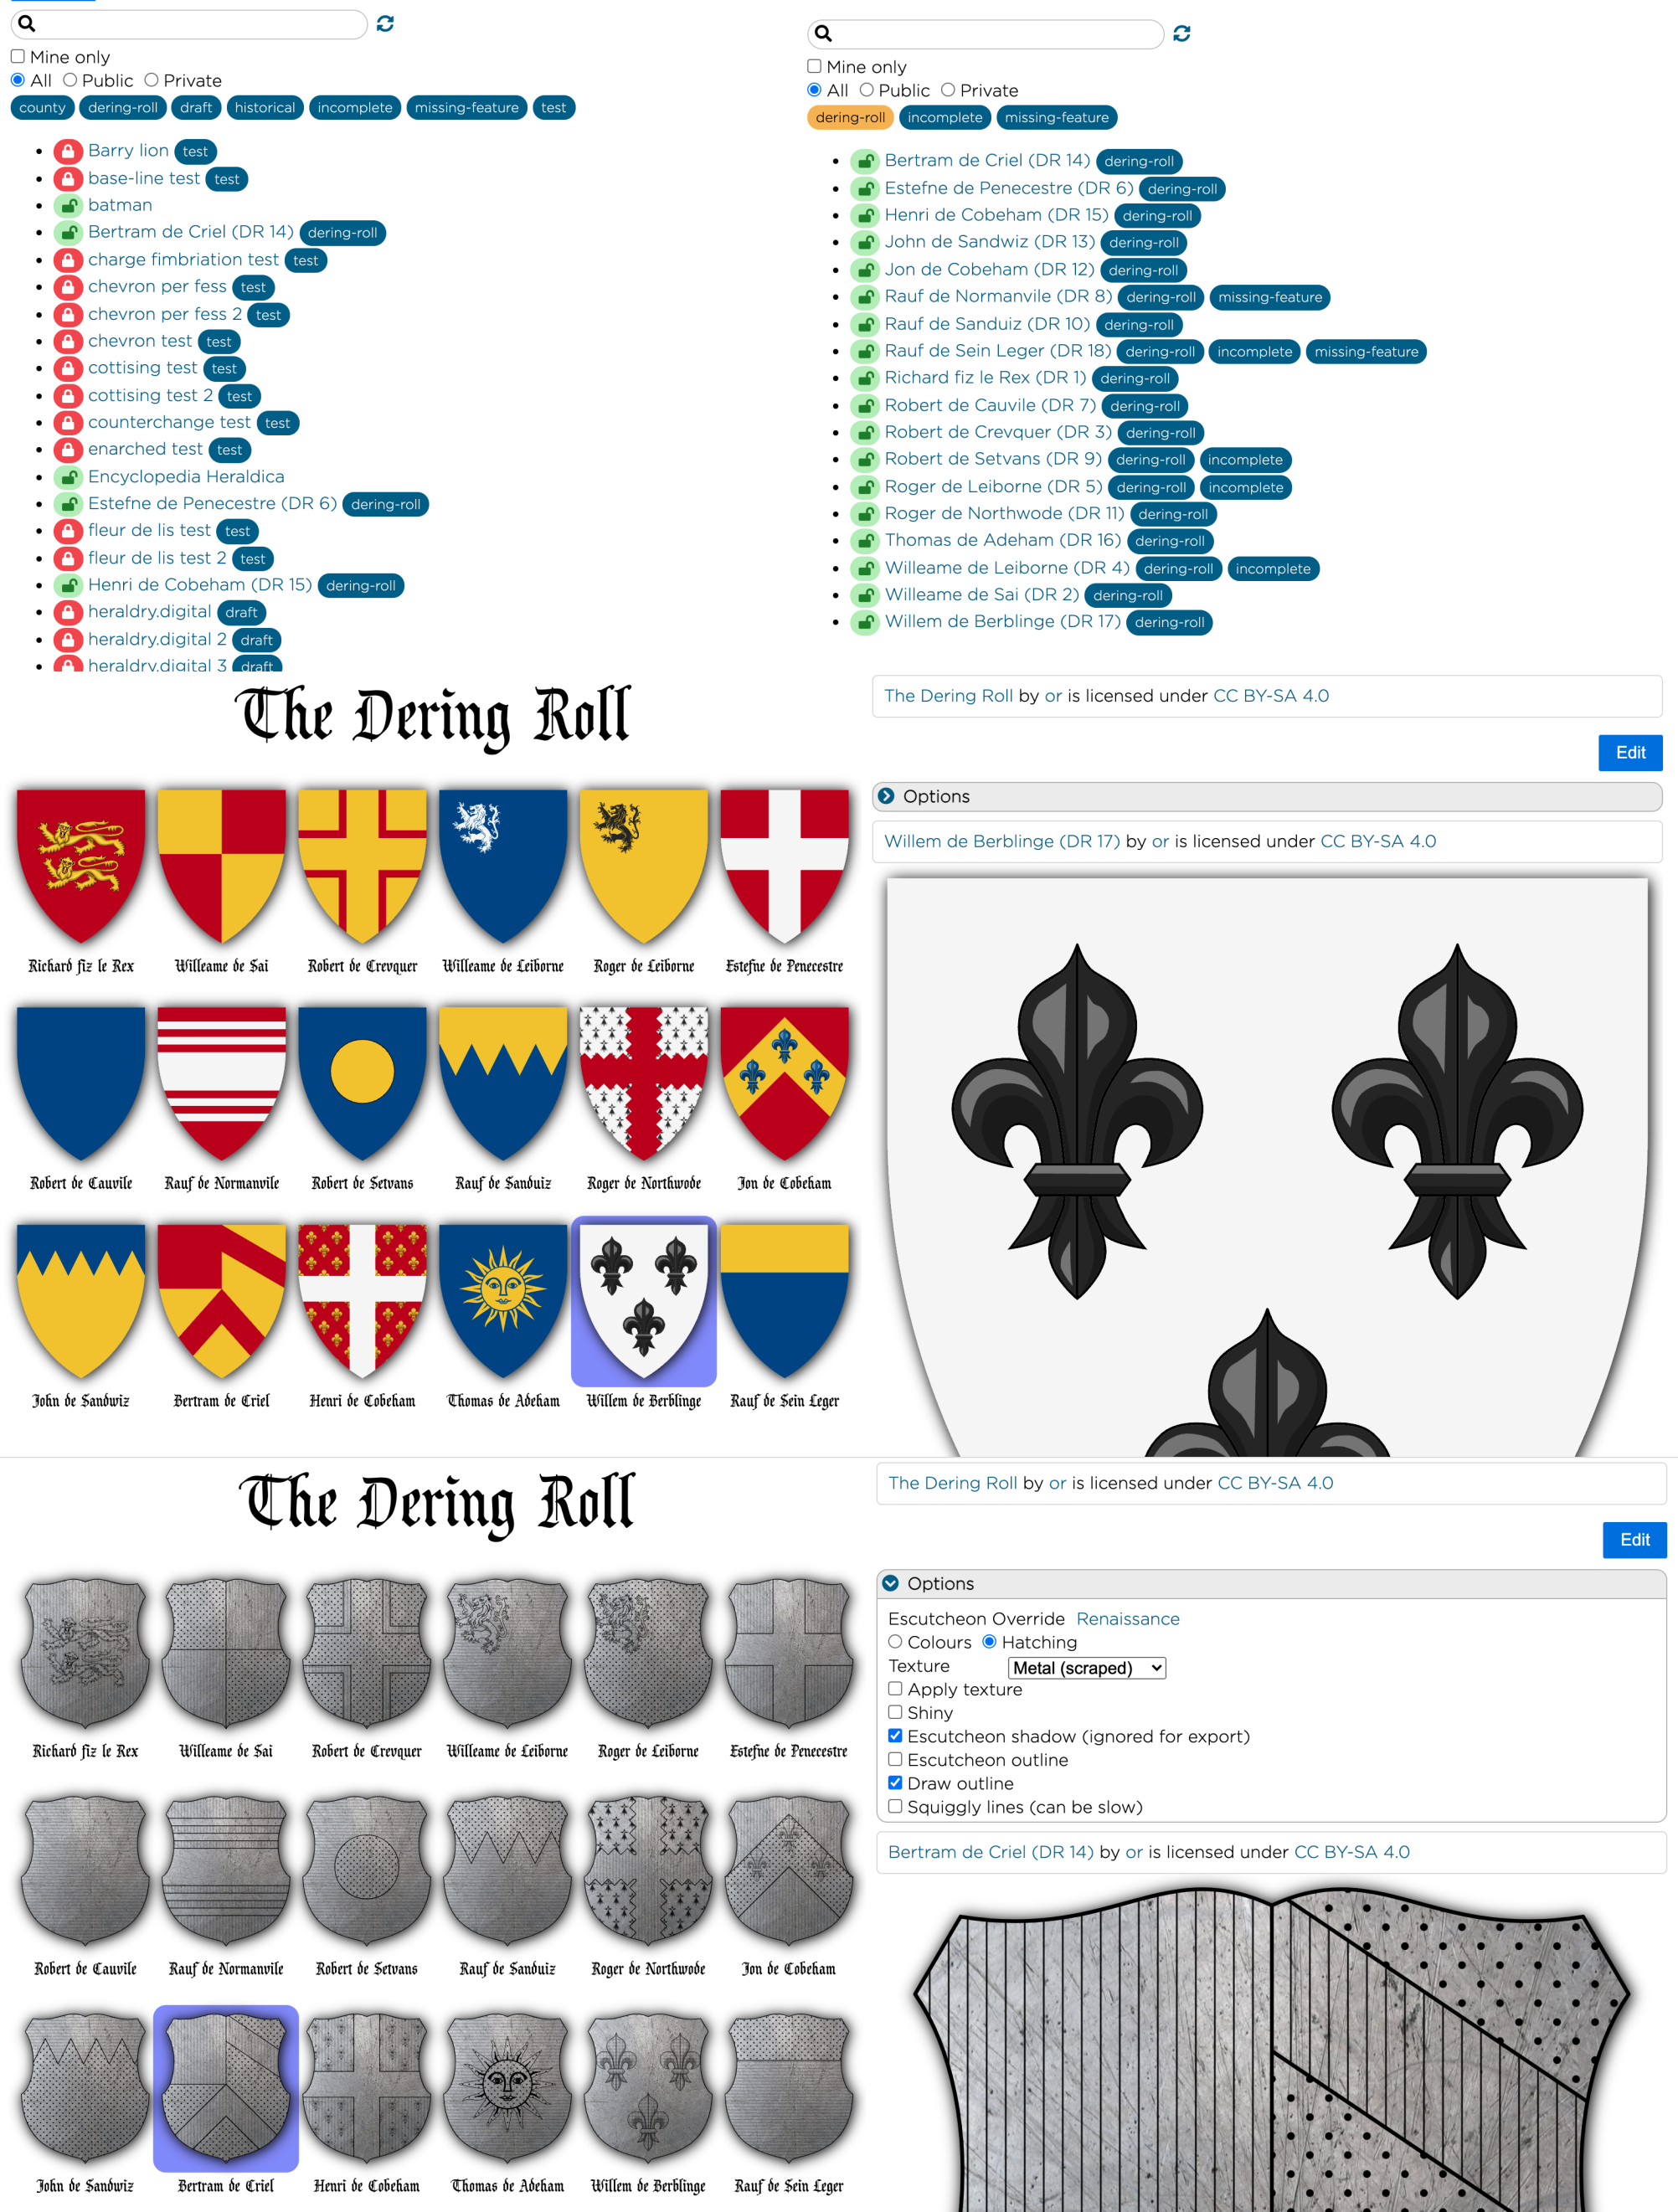 Mine only
All Public Private
county dering-roll draft historical incomplete missing-feature test
Barry lion test
base-line test test
batman
Bertram de Criel (DR 14) dering-roll
charge fimbriation test test
chevron per fess test
chevron per fess 2 test
chevron test test
cottising test test
cottising test 2 test
counterchange test test
enarched test test
Encyclopedia Heraldica
Estefne de Penecestre (DR 6) dering-roll
fleur de lis test test
fleur de lis test 2 test
Henri de Cobeham (DR 15) dering-roll
heraldry.digital draft
heraldry.digital 2 draft
heraldry.digital 3 draft
Mine only
All Public Private
dering-roll incomplete missing-feature
Bertram de Criel (DR 14) dering-roll
Estefne de Penecestre (DR 6) dering-roll
Henri de Cobeham (DR 15) dering-roll
John de Sandwiz (DR 13) dering-roll
Jon de Cobeham (DR 12) dering-roll
Rauf de Normanvile (DR 8) dering-roll missing-feature
Rauf de Sanduiz (DR 10) dering-roll
Rauf de Sein Leger (DR 18) dering-roll incomplete missing-feature
Richard fiz le Rex (DR 1) dering-roll
Robert de Cauvile (DR 7) dering-roll
Robert de Crevquer (DR 3) dering-roll
Robert de Setvans (DR 9) dering-roll incomplete
Roger de Leiborne (DR 5) dering-roll incomplete
Roger de Northwode (DR 11) dering-roll
Thomas de Adeham (DR 16) dering-roll
Willeame de Leiborne (DR 4) dering-roll incomplete
Willeame de Sai (DR 2) dering-roll
Willem de Berblinge (DR 17) dering-roll
The Dering Roll
Richard fiz le Rex Willeame de Sai Robert de Crevquer Willeame de Leiborne Roger de Leiborne Estefne de Penecestre
Robert de Cauvile Rauf de Normanvile Robert de Setvans Rauf de Sanduiz Roger de Northwode Jon de Cobeham
John de Sandwiz Bertram de Criel Henri de Cobeham Thomas de Adeham Willem de Berblinge Rauf de Sein Leger
The Dering Roll by or is licensed under CC BY-SA 4.0
Edit
Options
Willem de Berblinge (DR 17) by or is licensed under CC BY-SA 4.0
The Dering Roll
Richard fiz le Rex Willeame de Sai Robert de Crevquer Willeame de Leiborne Roger de Leiborne Estefne de Penecestre
Robert de Cauvile Rauf de Normanvile Robert de Setvans Rauf de Sanduiz Roger de Northwode Jon de Cobeham
John de Sandwiz Bertram de Criel Henri de Cobeham Thomas de Adeham Willem de Berblinge Rauf de Sein Leger
The Dering Roll by or is licensed under CC BY-SA 4.0
Edit
Options
Escutcheon Override Renaissance
Colours Hatching
Texture Metal (scraped)
Apply texture
Shiny
Escutcheon shadow (ignored for export)
Escutcheon outline
Draw outline
Squiggly lines (can be slow)
Bertram de Criel (DR 14) by or is licensed under CC BY-SA 4.0